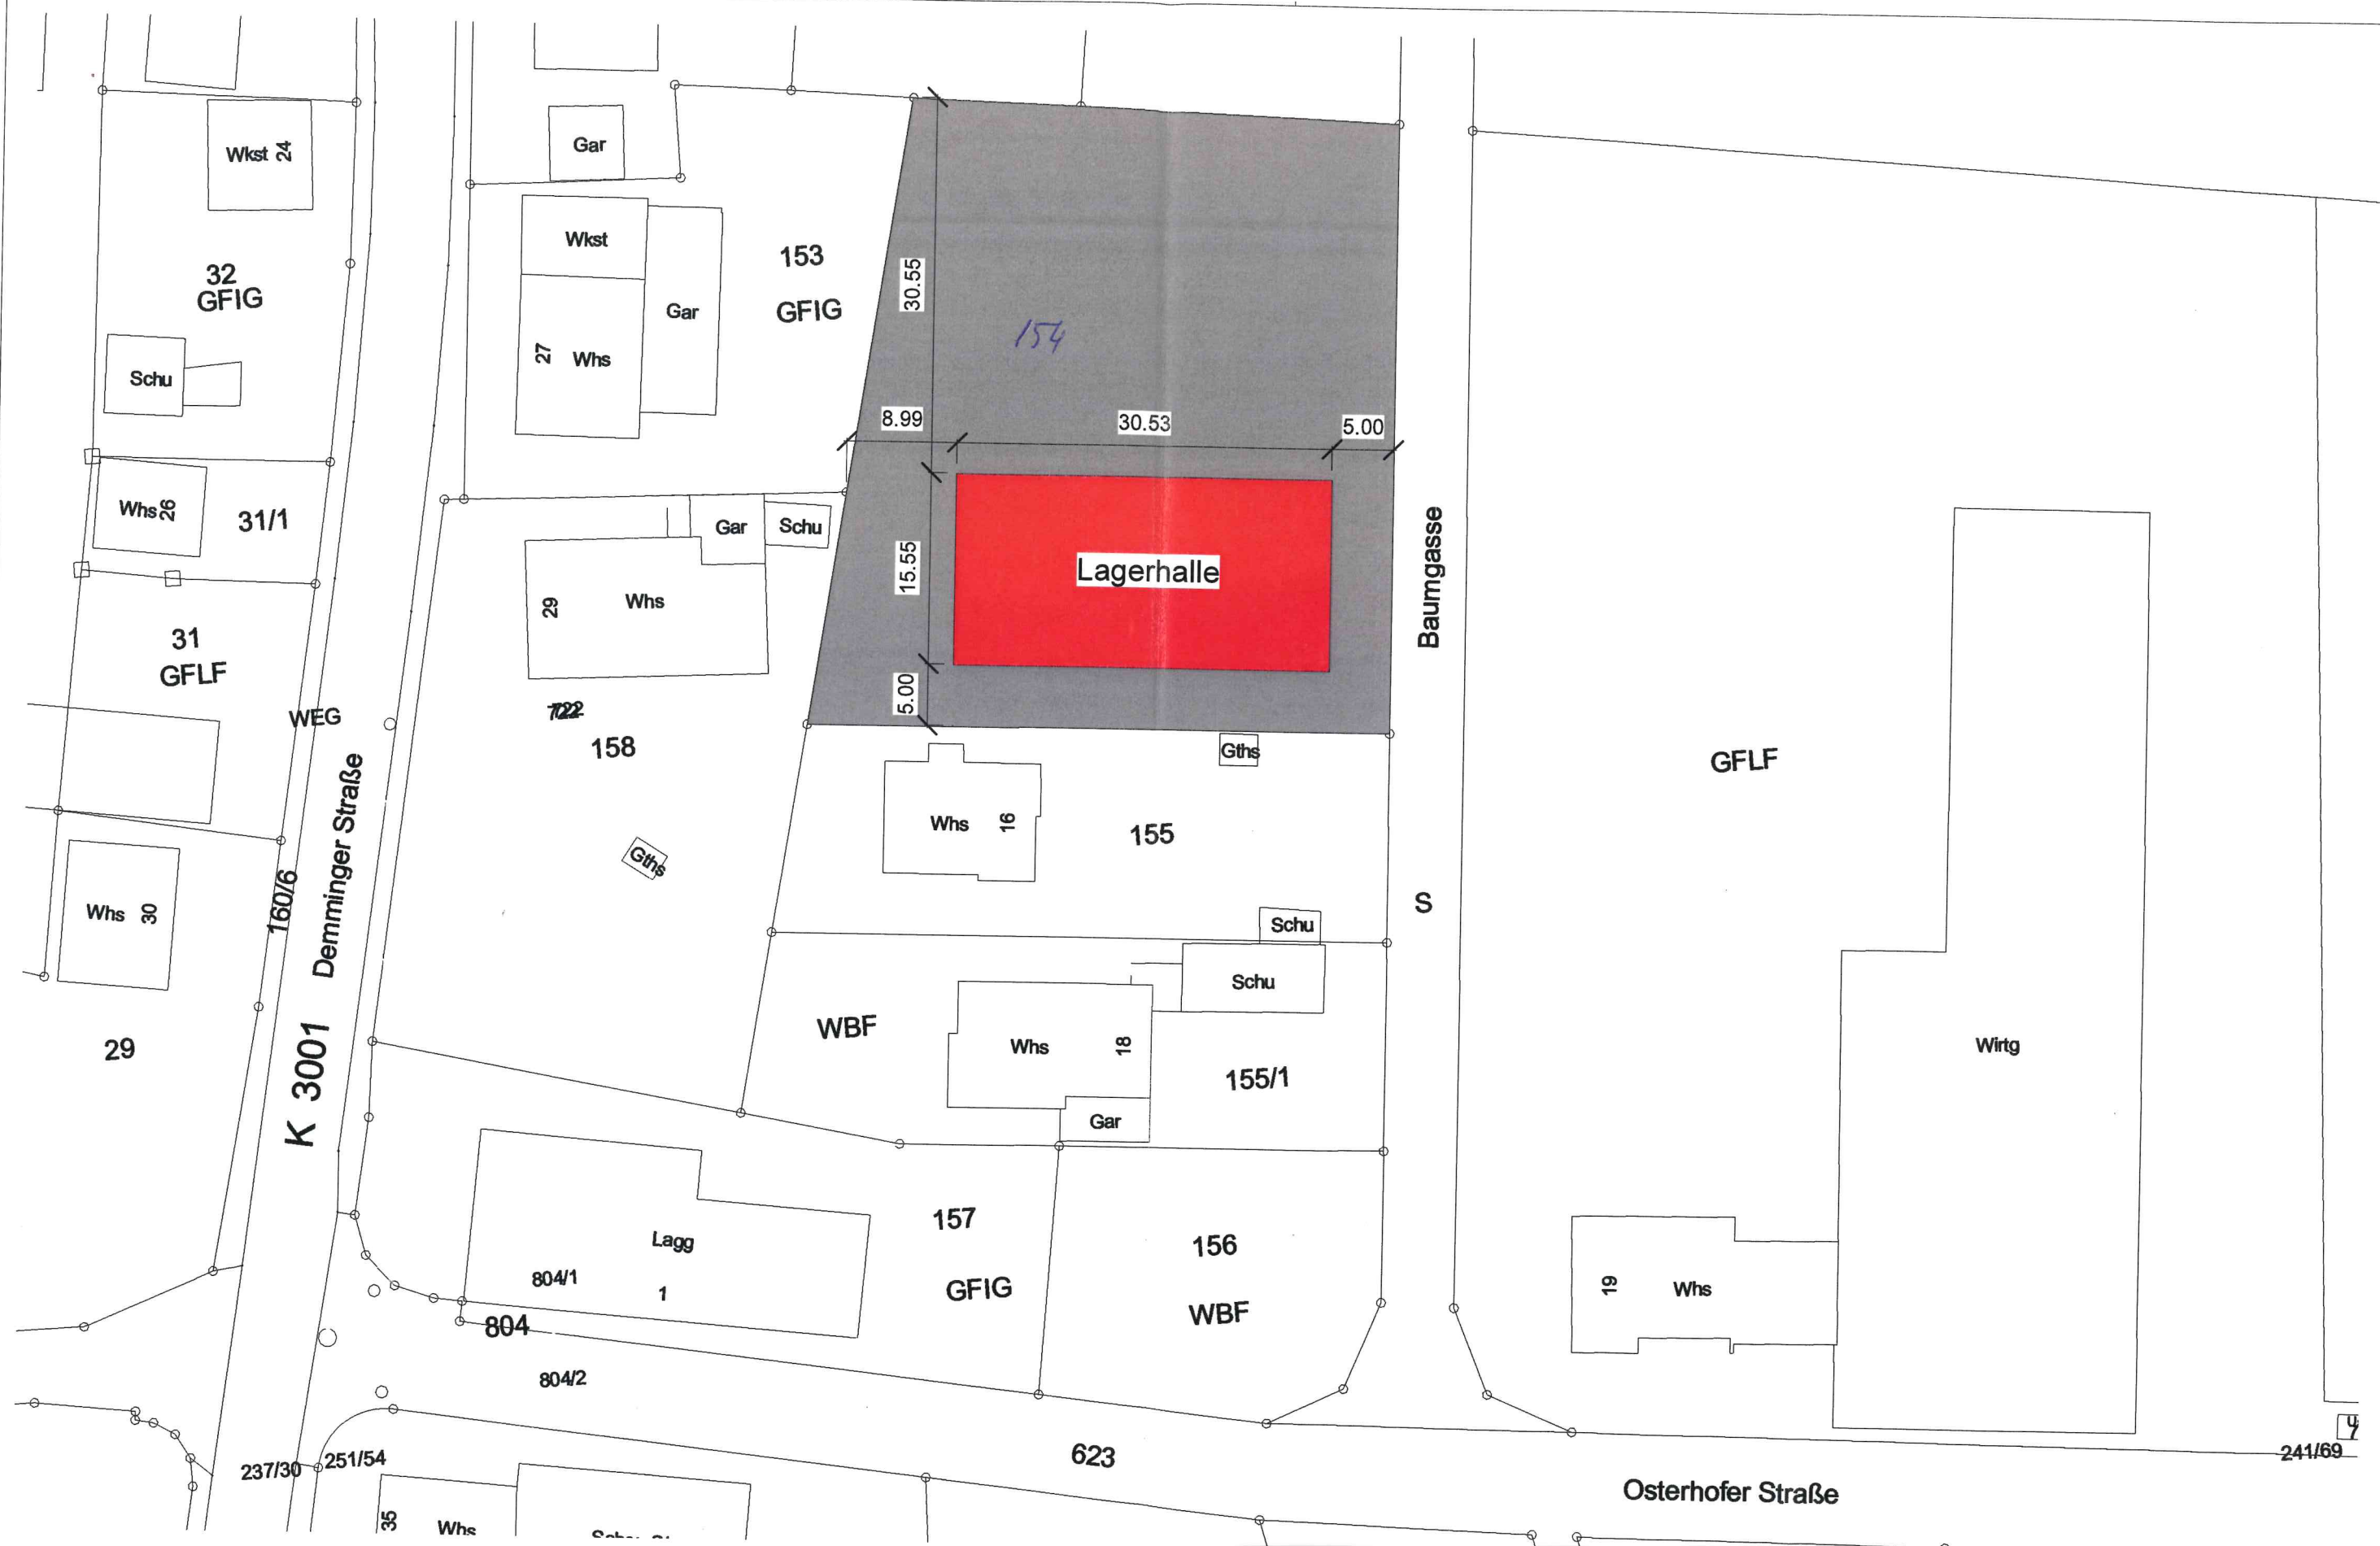 Wkst 24
Gar
32
GFIG
Wkst
153
GFIG
Gar
27 Whs
30.55
154
Schu
8.99
30.53
5.00
Whs 26
31/1
Gar
Schu
29 Whs
15.55
Lagerhalle
Baumgasse
31
GFLF
WEG
5.00
158
Gths
GFLF
Demminger Straße
Gths
Whs 16
155
160/6
Whs 30
S
Schu
Schu
WBF
Whs 18
155/1
29
K 3001
Gar
Wirtg
157
GFIG
156
WBF
Lagg
804/1
1
804
804/2
19 Whs
237/30
251/54
623
241/69
Osterhofer Straße
35 Whs